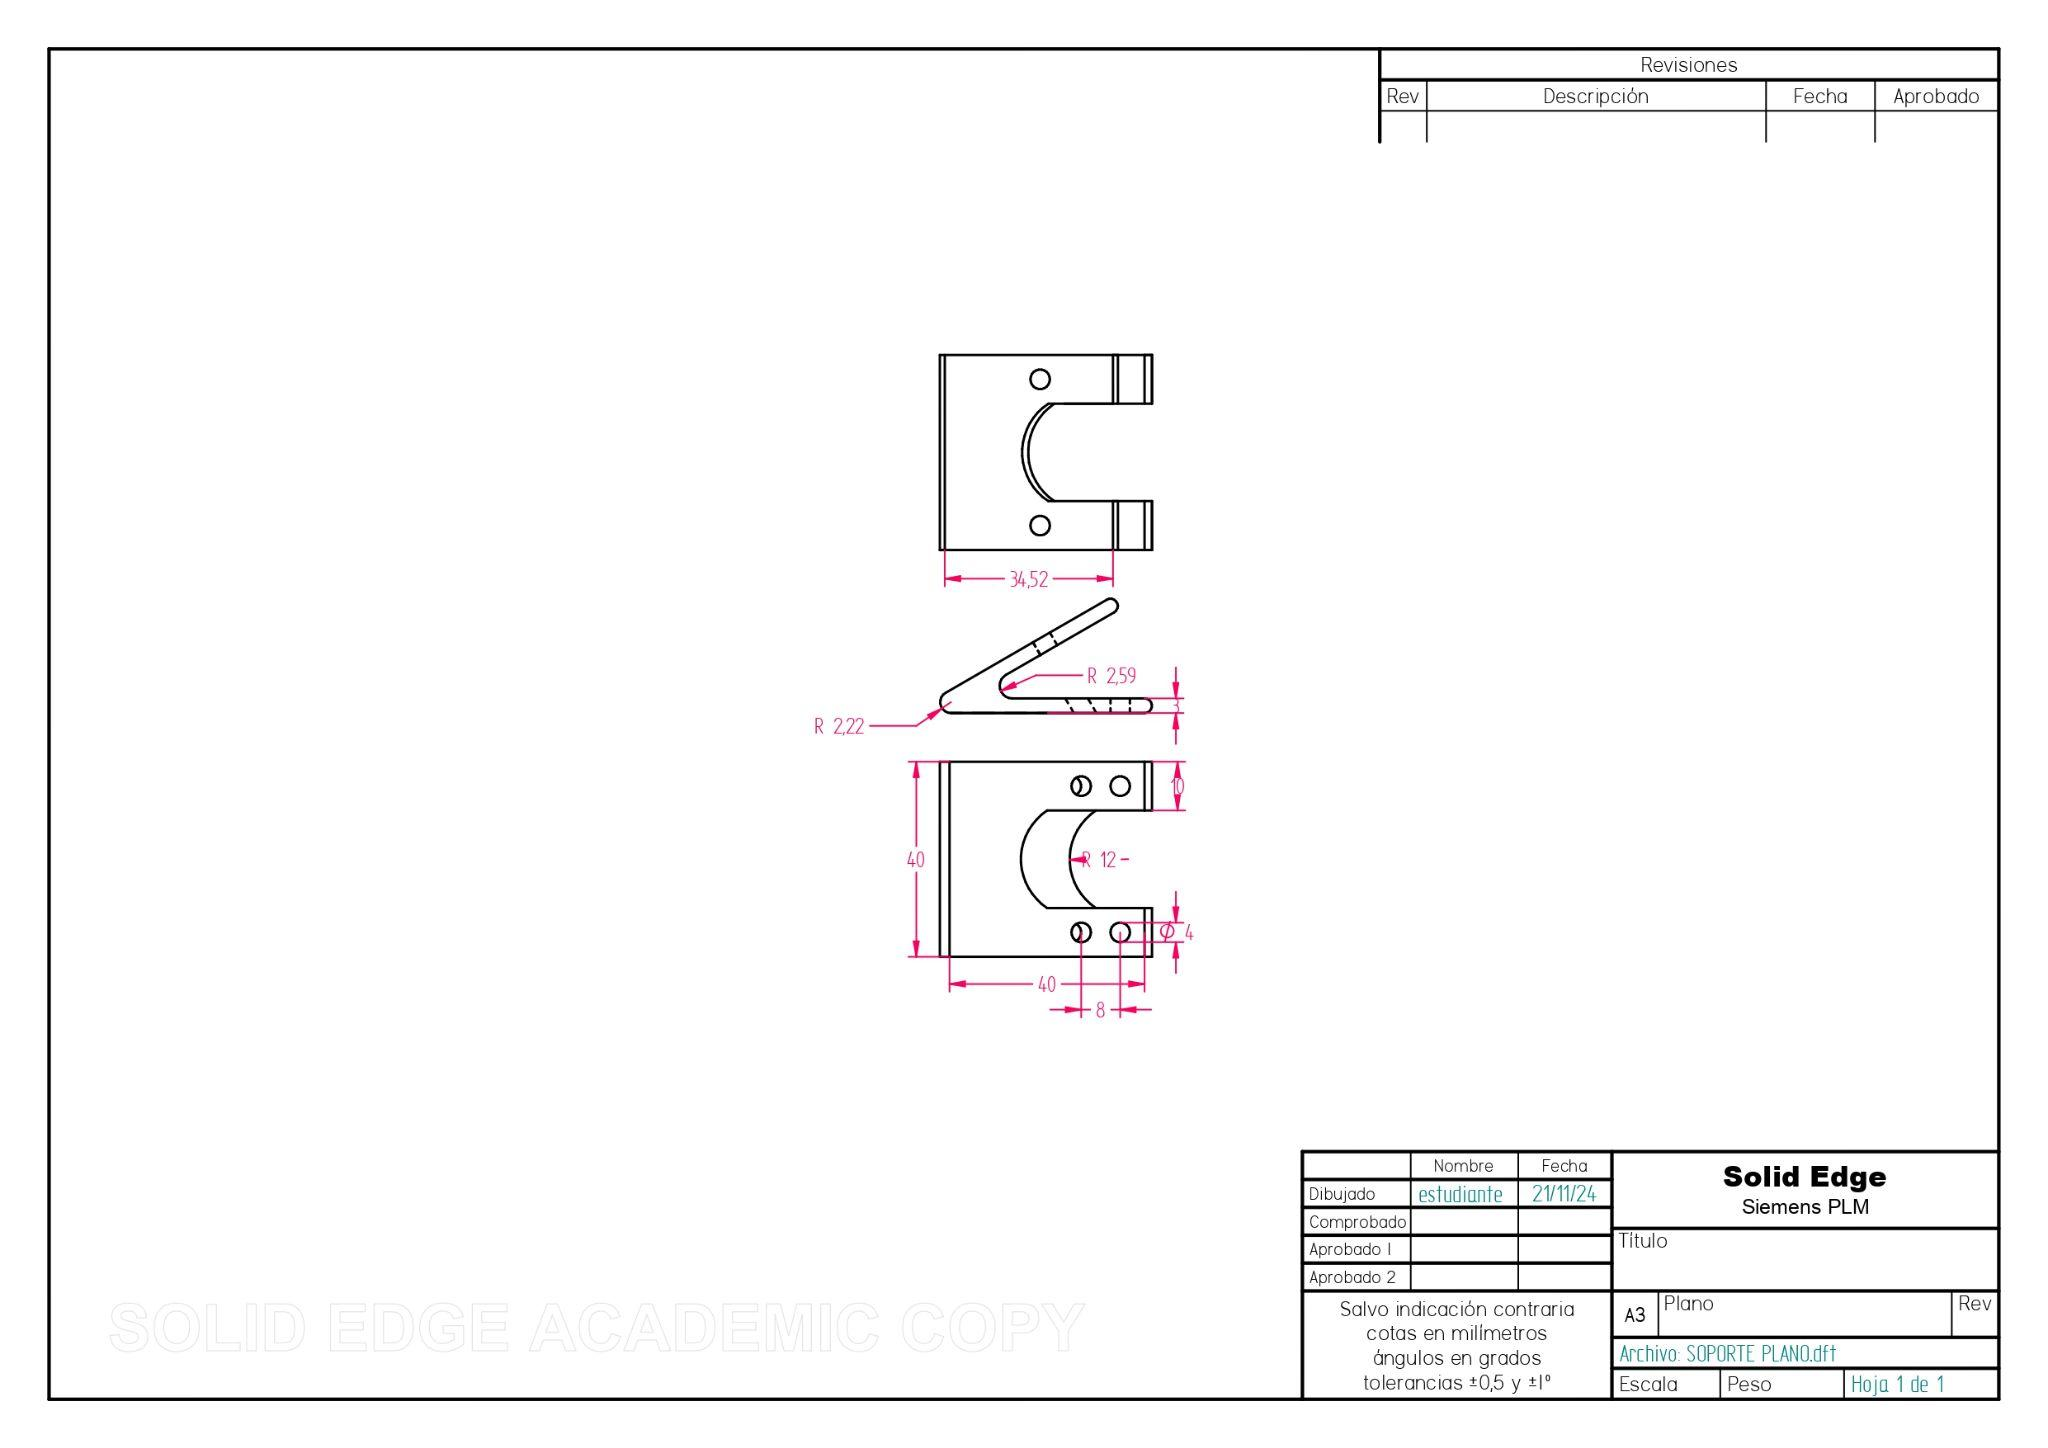 Revisiones
Rev Descripción Fecha Aprobado
34,52
R 2,59
3
R 2,22
10
40
R 12
Ø 4
40
8
Nombre Fecha
Dibujado estudiante 21/11/24
Comprobado
Aprobado 1
Aprobado 2
Salvo indicación contraria
cotas en milímetros
ángulos en grados
tolerancias ±0,5 y ±1º
Solid Edge
Siemens PLM
Título
A3 Plano Rev
Archivo: SOPORTE PLANO.dft
Escala Peso Hoja 1 de 1
SOLID EDGE ACADEMIC COPY